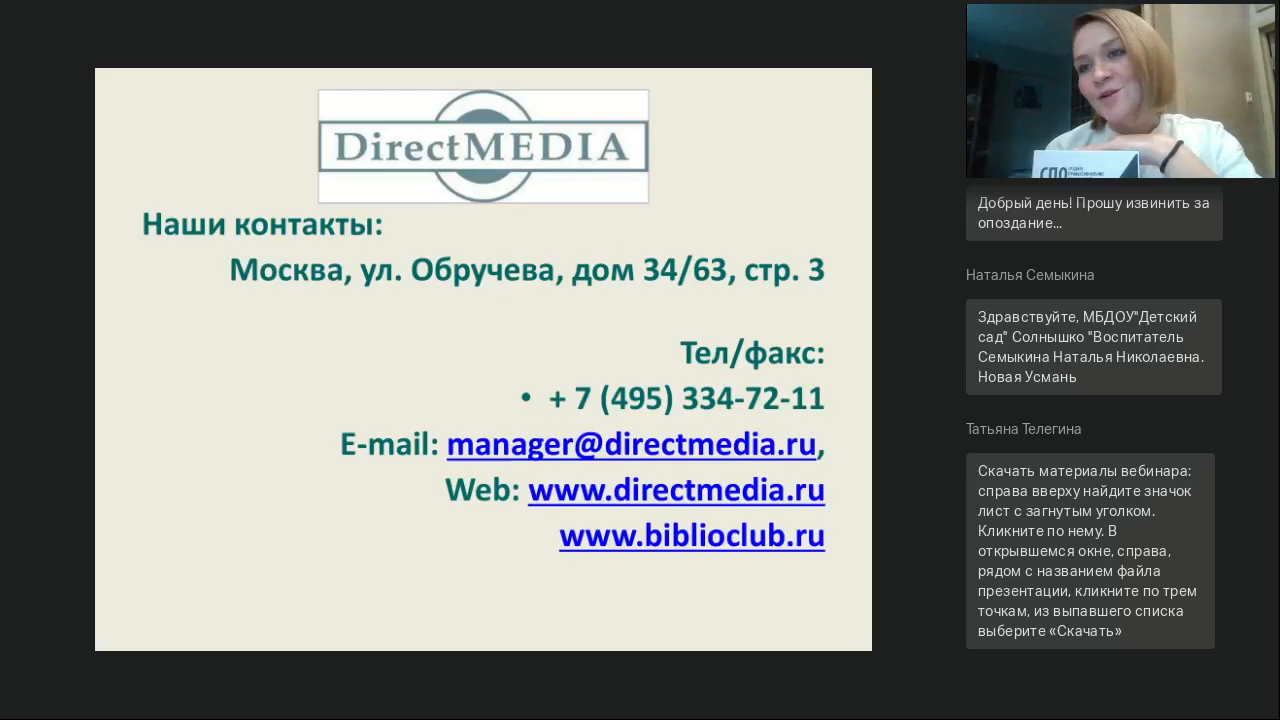 DirectMEDIA
Наши контакты:
Москва, ул. Обручева, дом 34/63, стр. 3
Тел/факс:
• + 7 (495) 334-72-11
E-mail: manager@directmedia.ru,
Web: www.directmedia.ru
www.biblioclub.ru
СПО
Добрый день! Прошу извинить за
опоздание...
Наталья Семыкина
Здравствуйте, МБДОУ"Детский
сад" Солнышко "Воспитатель
Семыкина Наталья Николаевна.
Новая Усмань
Татьяна Телегина
Скачать материалы вебинара:
справа вверху найдите значок
лист с загнутым уголком.
Кликните по нему. В
открывшемся окне, справа,
рядом с названием файла
презентации, кликните по трем
точкам, из выпавшего списка
выберите «Скачать»